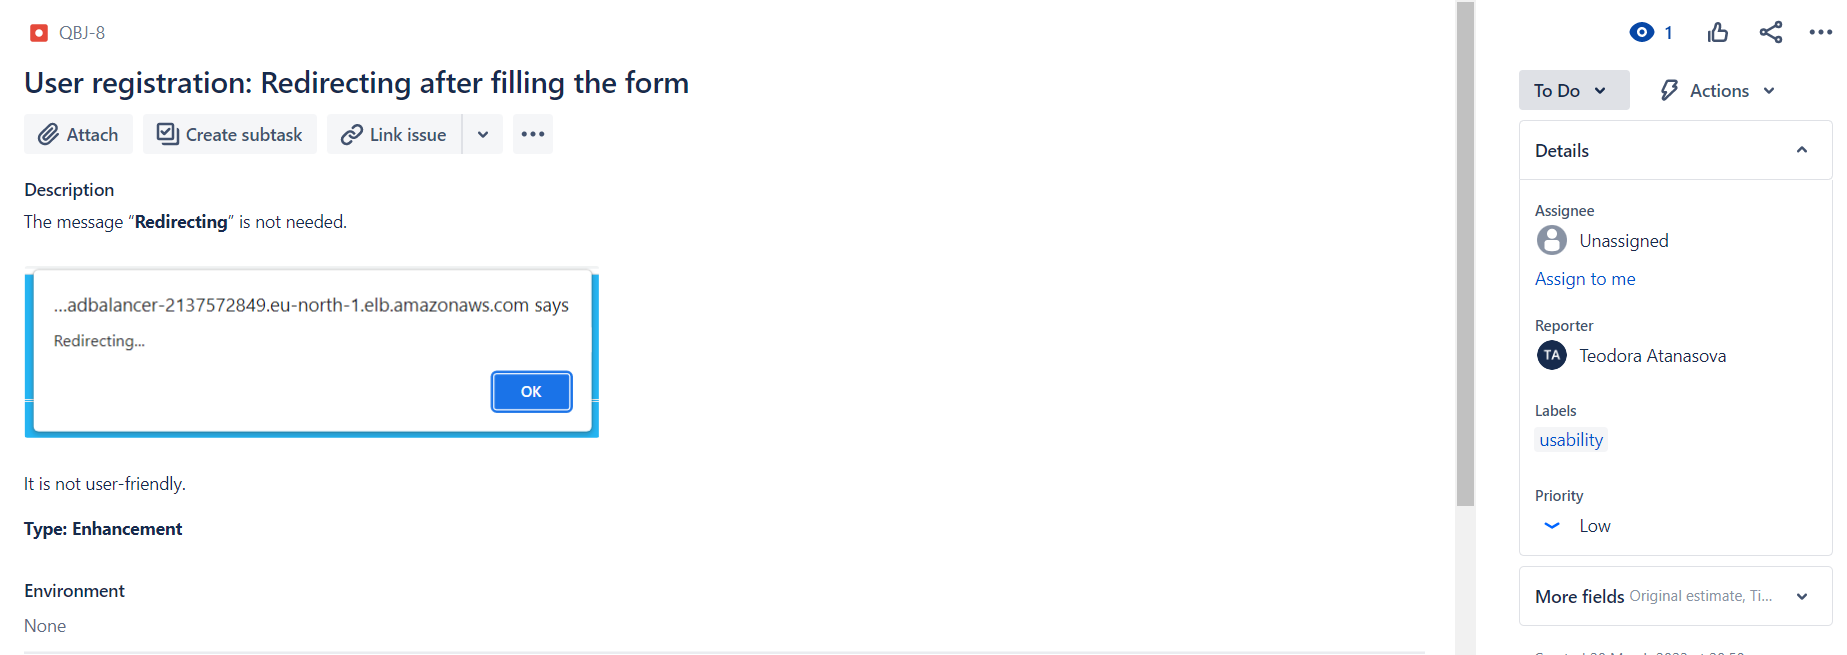 QBJ-8
1
User registration: Redirecting after filling the form
To Do
Actions
Attach
Create subtask
Link issue
Details
Description
The message “Redirecting” is not needed.
Assignee
Unassigned
Assign to me
...adbalancer-2137572849.eu-north-1.elb.amazonaws.com says
Redirecting...
OK
Reporter
TA
Teodora Atanasova
Labels
usability
It is not user-friendly.
Type: Enhancement
Priority
Low
Environment
None
More fields Original estimate, Ti...